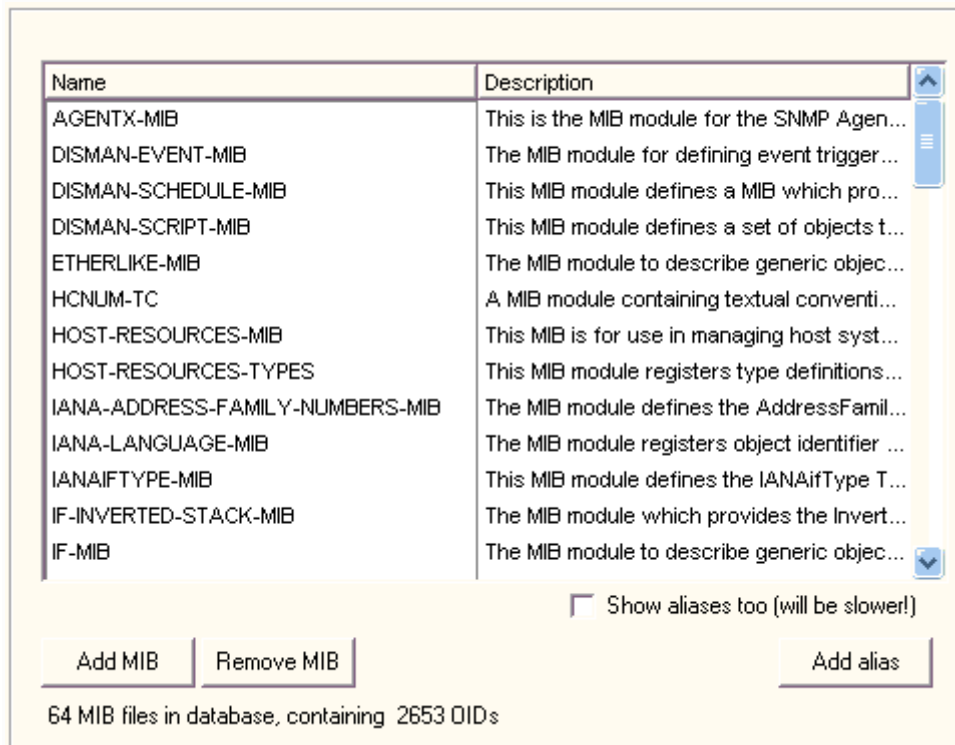 Name Description
AGENTX-MIB This is the MIB module for the SNMP Agen...
DISMAN-EVENT-MIB The MIB module for defining event trigger...
DISMAN-SCHEDULE-MIB This MIB module defines a MIB which pro...
DISMAN-SCRIPT-MIB This MIB module defines a set of objects t...
ETHERLIKE-MIB The MIB module to describe generic objec...
HCNUM-TC A MIB module containing textual conventi...
HOST-RESOURCES-MIB This MIB is for use in managing host syst...
HOST-RESOURCES-TYPES This MIB module registers type definitions...
IANA-ADDRESS-FAMILY-NUMBERS-MIB The MIB module defines the AddressFamil...
IANA-LANGUAGE-MIB The MIB module registers object identifier ...
IANAIFTYPE-MIB This MIB module defines the IANAifType T...
IF-INVERTED-STACK-MIB The MIB module which provides the Invert...
IF-MIB The MIB module to describe generic objec...
Show aliases too (will be slower!)
Add MIB Remove MIB Add alias
64 MIB files in database, containing 2653 OIDs